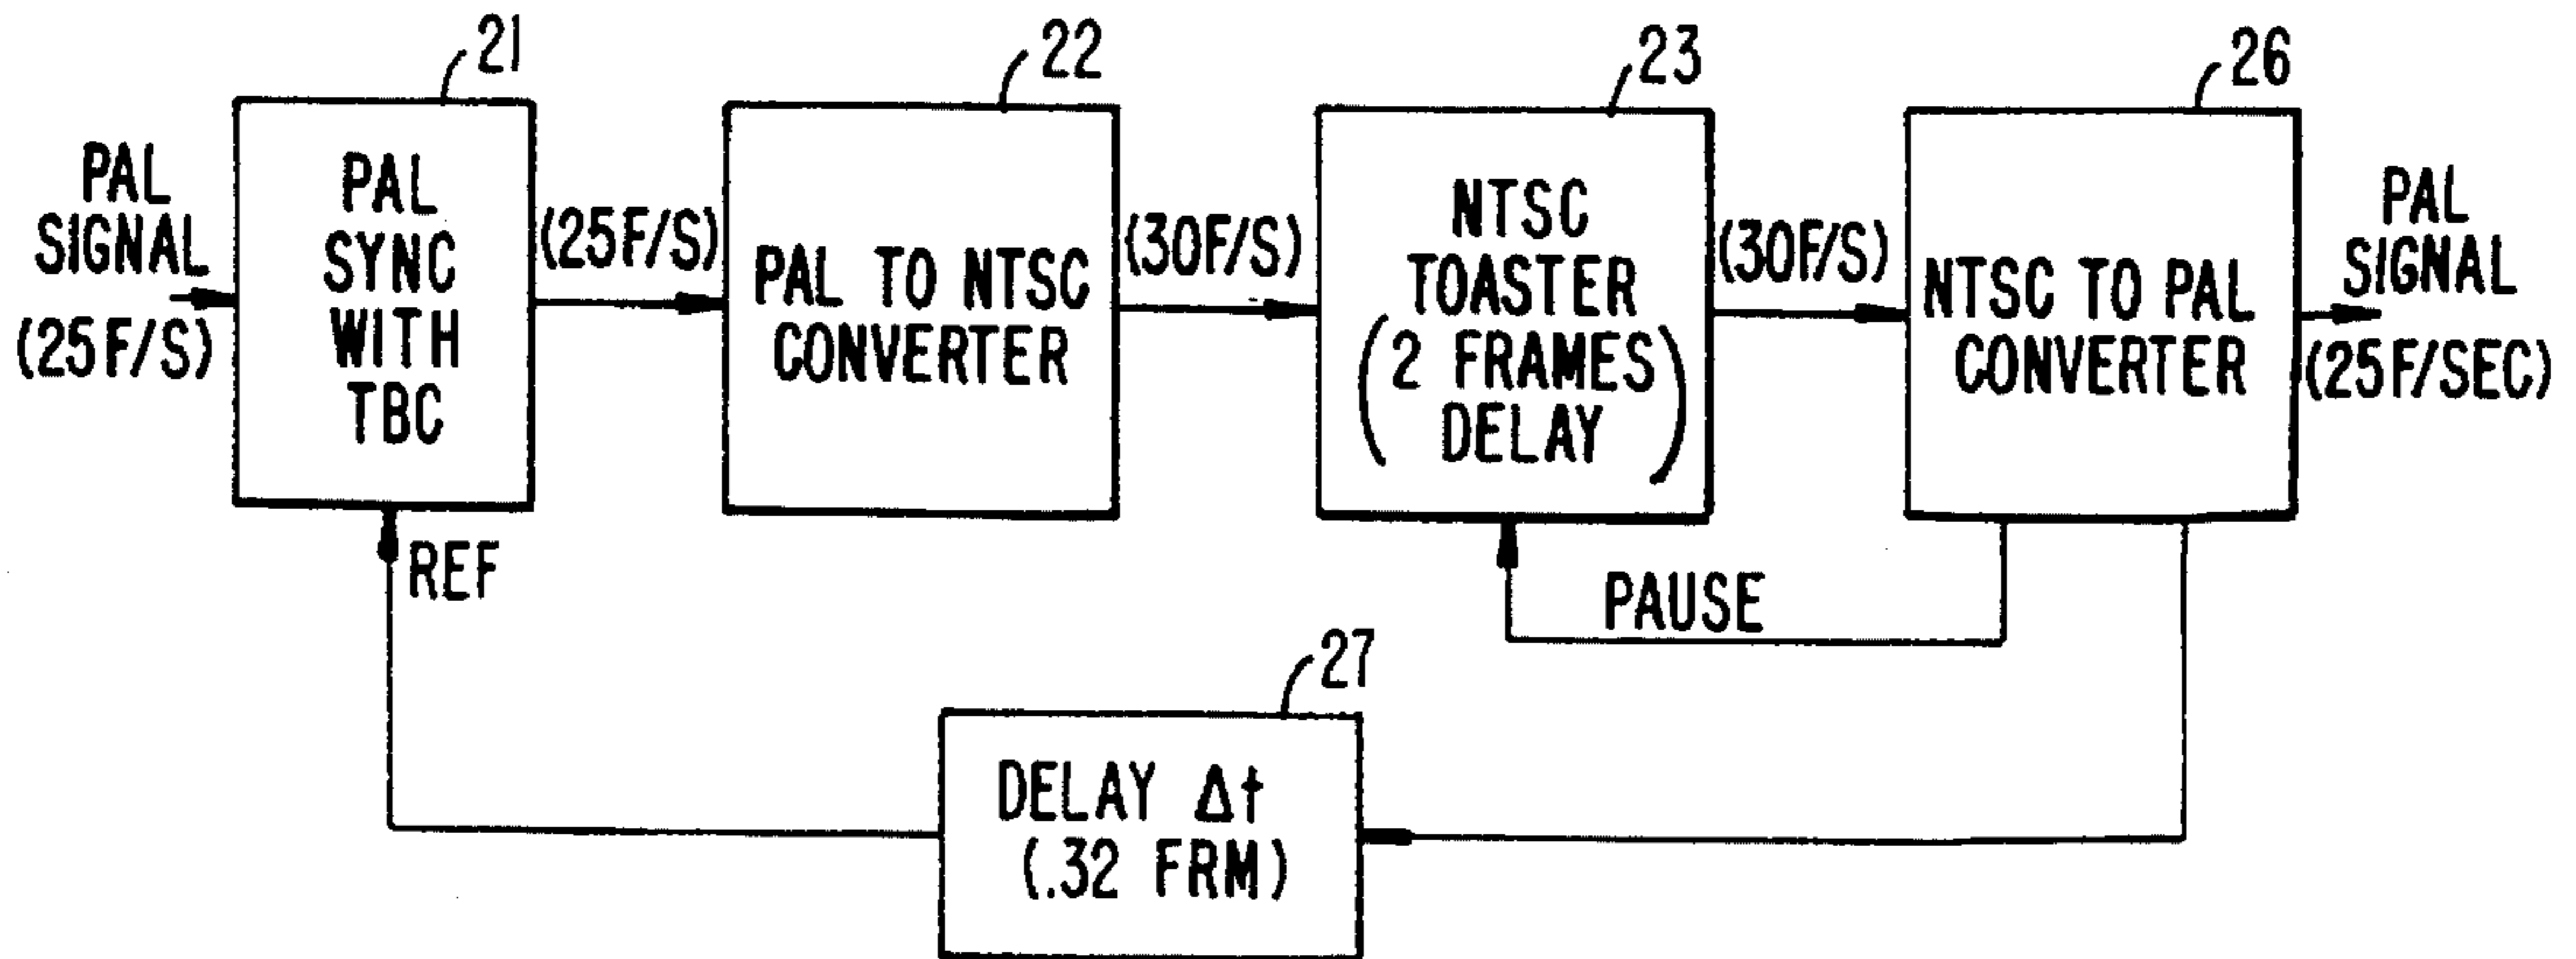 21
22
23
26
PAL
SIGNAL
(25F/S)
PAL
SYNC
WITH
TBC
(25F/S)
PAL TO NTSC
CONVERTER
(30F/S)
NTSC
TOASTER
(2 FRAMES
DELAY)
(30F/S)
NTSC TO PAL
CONVERTER
PAL
SIGNAL
(25F/SEC)
REF
PAUSE
27
DELAY Δt
(.32 FRM)